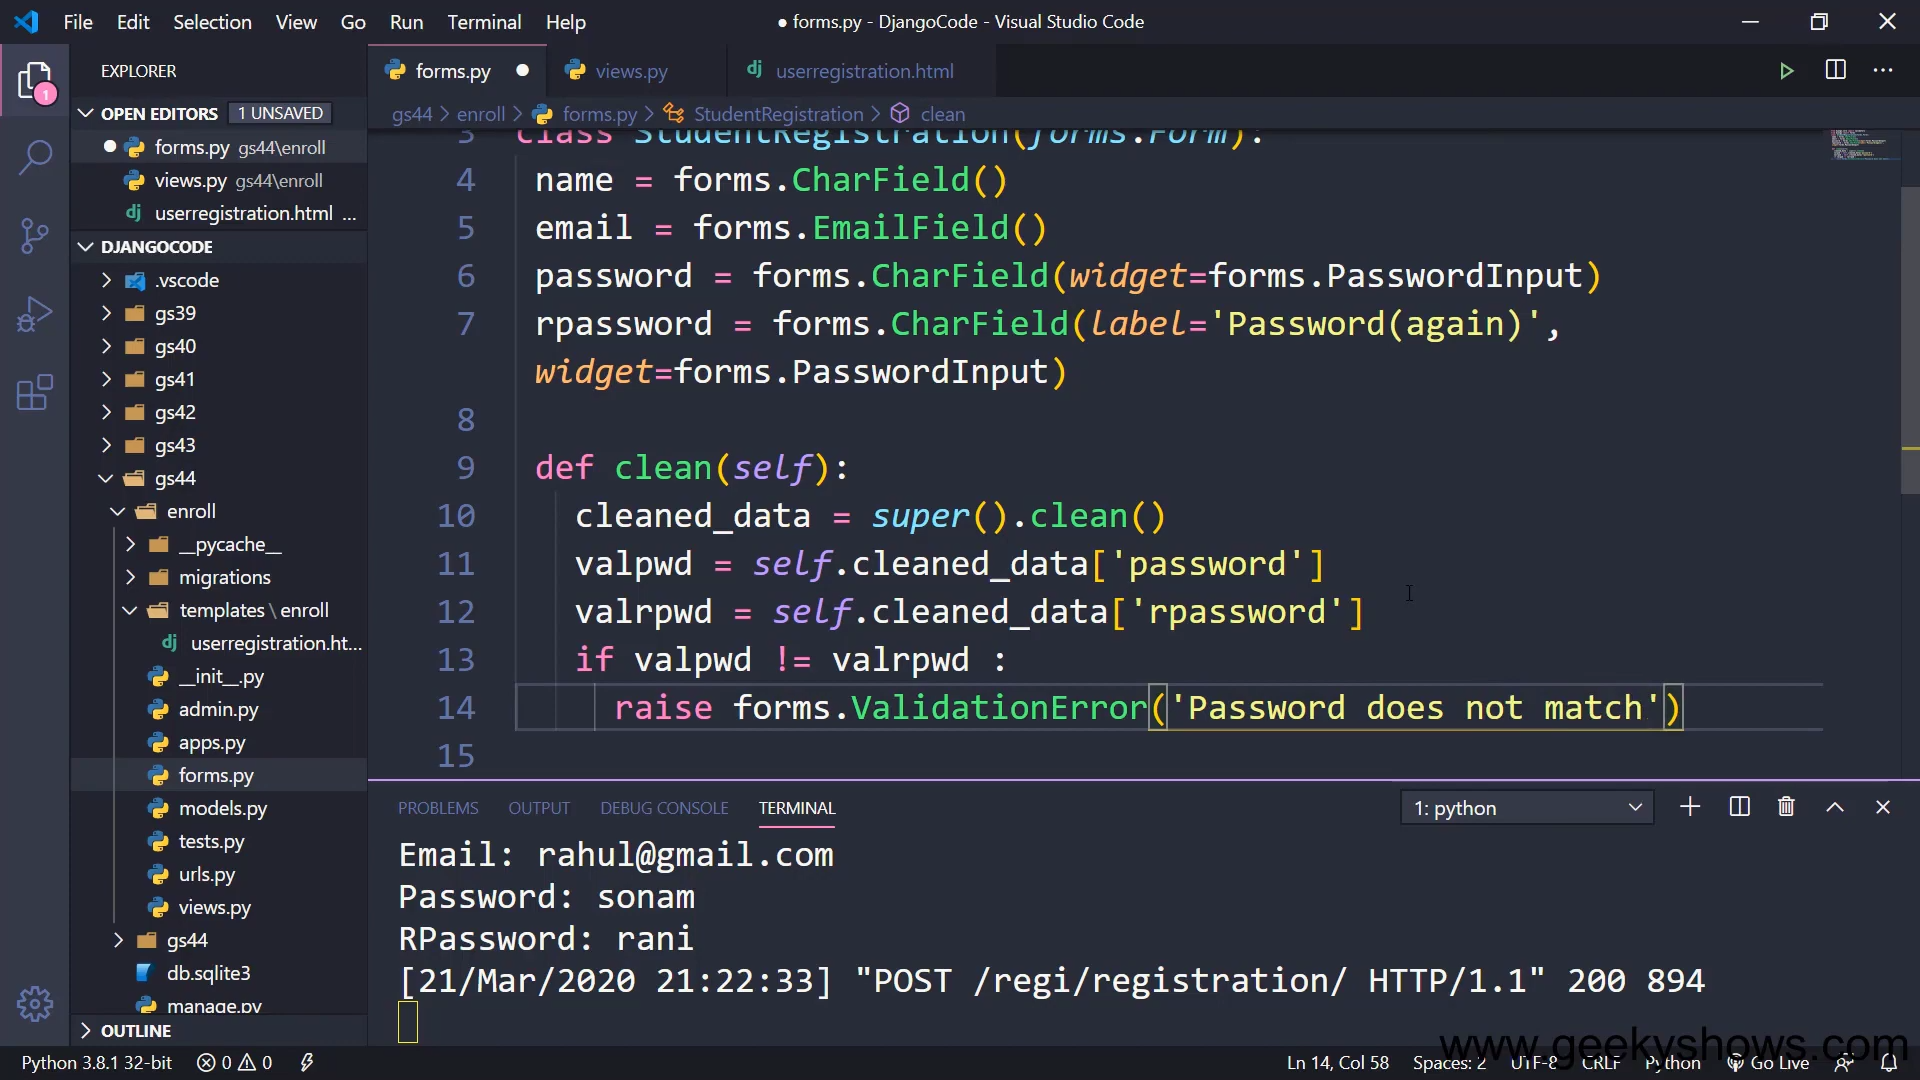 File Edit Selection View Go Run Terminal Help
● forms.py - DjangoCode - Visual Studio Code
EXPLORER
1
OPEN EDITORS 1 UNSAVED
forms.py gs44\enroll
views.py gs44\enroll
userregistration.html ...
DJANGOCODE
.vscode
gs39
gs40
gs41
gs42
gs43
gs44
enroll
__pycache__
migrations
templates \ enroll
userregistration.ht...
__init__.py
admin.py
apps.py
forms.py
models.py
tests.py
urls.py
views.py
gs44
db.sqlite3
manage.py
OUTLINE
forms.py ● views.py userregistration.html
gs44 > enroll > forms.py > StudentRegistration > clean
3 class StudentRegistration(forms.Form):
4 name = forms.CharField()
5 email = forms.EmailField()
6 password = forms.CharField(widget=forms.PasswordInput)
7 rpassword = forms.CharField(label='Password(again)',
widget=forms.PasswordInput)
8
9 def clean(self):
10 cleaned_data = super().clean()
11 valpwd = self.cleaned_data['password']
12 valrpwd = self.cleaned_data['rpassword']
13 if valpwd != valrpwd :
14 raise forms.ValidationError('Password does not match')
15
PROBLEMS OUTPUT DEBUG CONSOLE TERMINAL 1: python
Email: rahul@gmail.com
Password: sonam
RPassword: rani
[21/Mar/2020 21:22:33] "POST /regi/registration/ HTTP/1.1" 200 894
www.geekyshows.com
Python 3.8.1 32-bit 0 0 Ln 14, Col 58 Spaces: 2 UTF-8 CRLF Python Go Live